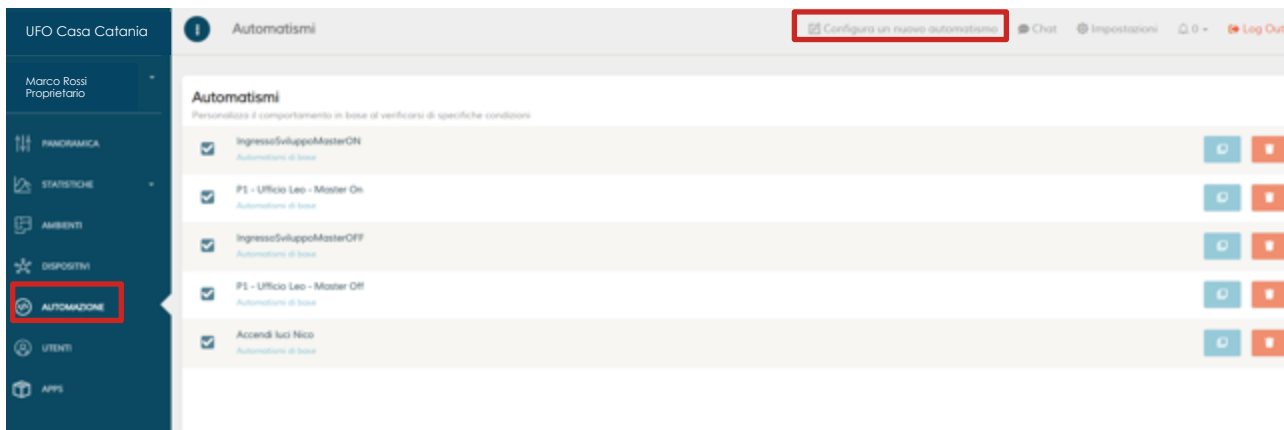 UFO Casa Catania
Automatismi
Configura un nuovo automatismo
Chat
Impostazioni
0
Log Out
Marco Rossi
Proprietario
PANORAMICA
STATISTICHE
AMBIENTI
DISPOSITIVI
AUTOMAZIONE
UTENTI
APPS
Automatismi
Personalizza il comportamento in base al verificarsi di specifiche condizioni
IngressoSviluppoMasterON
Automatismi di base
P1 - Ufficio Leo - Master On
Automatismi di base
IngressoSviluppoMasterOFF
Automatismi di base
P1 - Ufficio Leo - Master Off
Automatismi di base
Accendi luci Nico
Automatismi di base